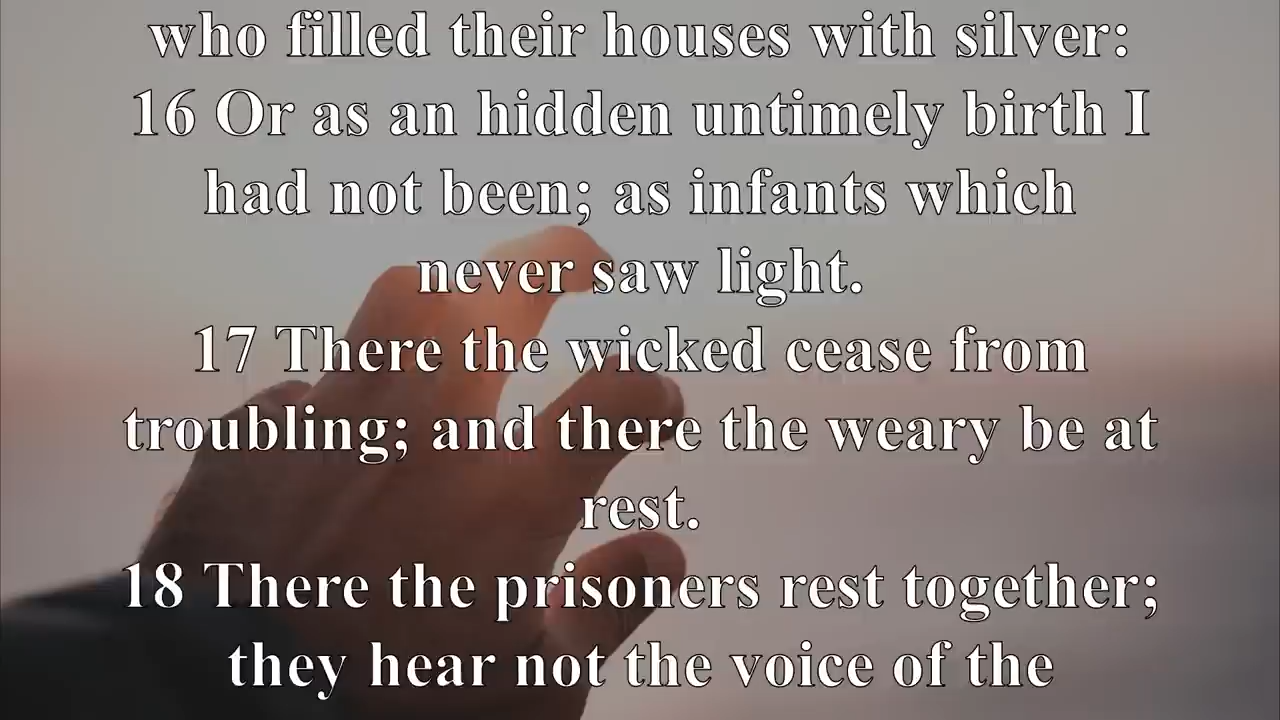 who filled their houses with silver:
16 Or as an hidden untimely birth I
had not been; as infants which
never saw light.
17 There the wicked cease from
troubling; and there the weary be at
rest.
18 There the prisoners rest together;
they hear not the voice of the